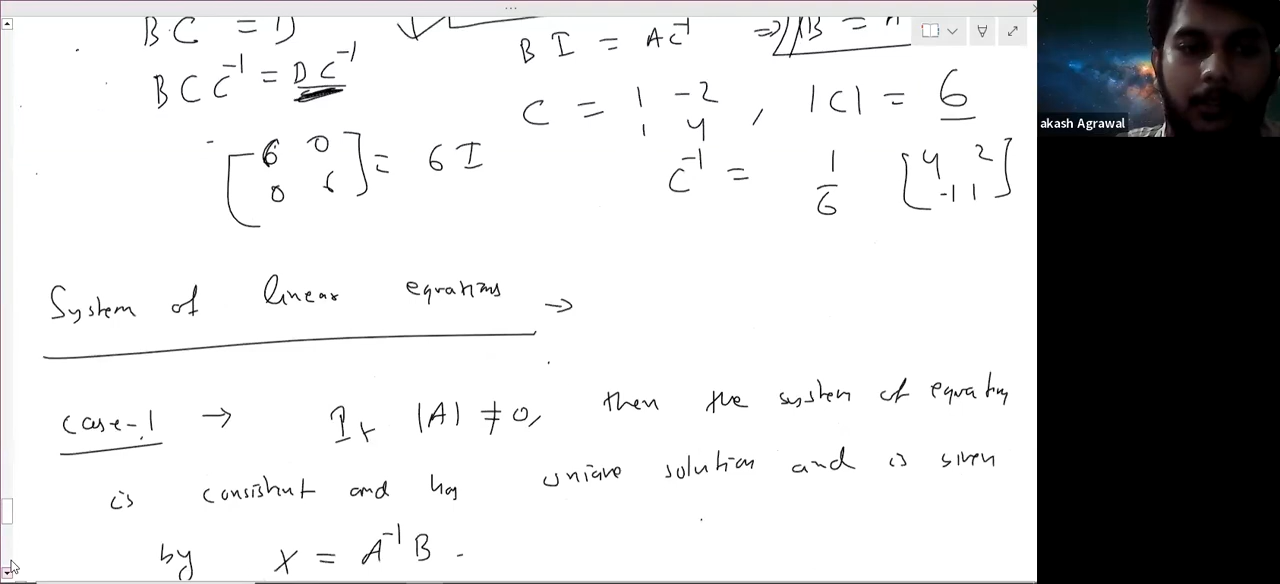 BC = D
BI = AC⁻¹ ⇒ AB =
BCC⁻¹ = DC⁻¹
C = 1 -2
1 4 , |C| = 6
[6 0
0 6] = 6I
C⁻¹ = 1/6 [4 2
-1 1]
akash Agrawal
System of linear equations →
Case-1 → If |A| ≠ 0, then the system of equation
is consistent and has unique solution and is given
by X = A⁻¹B .